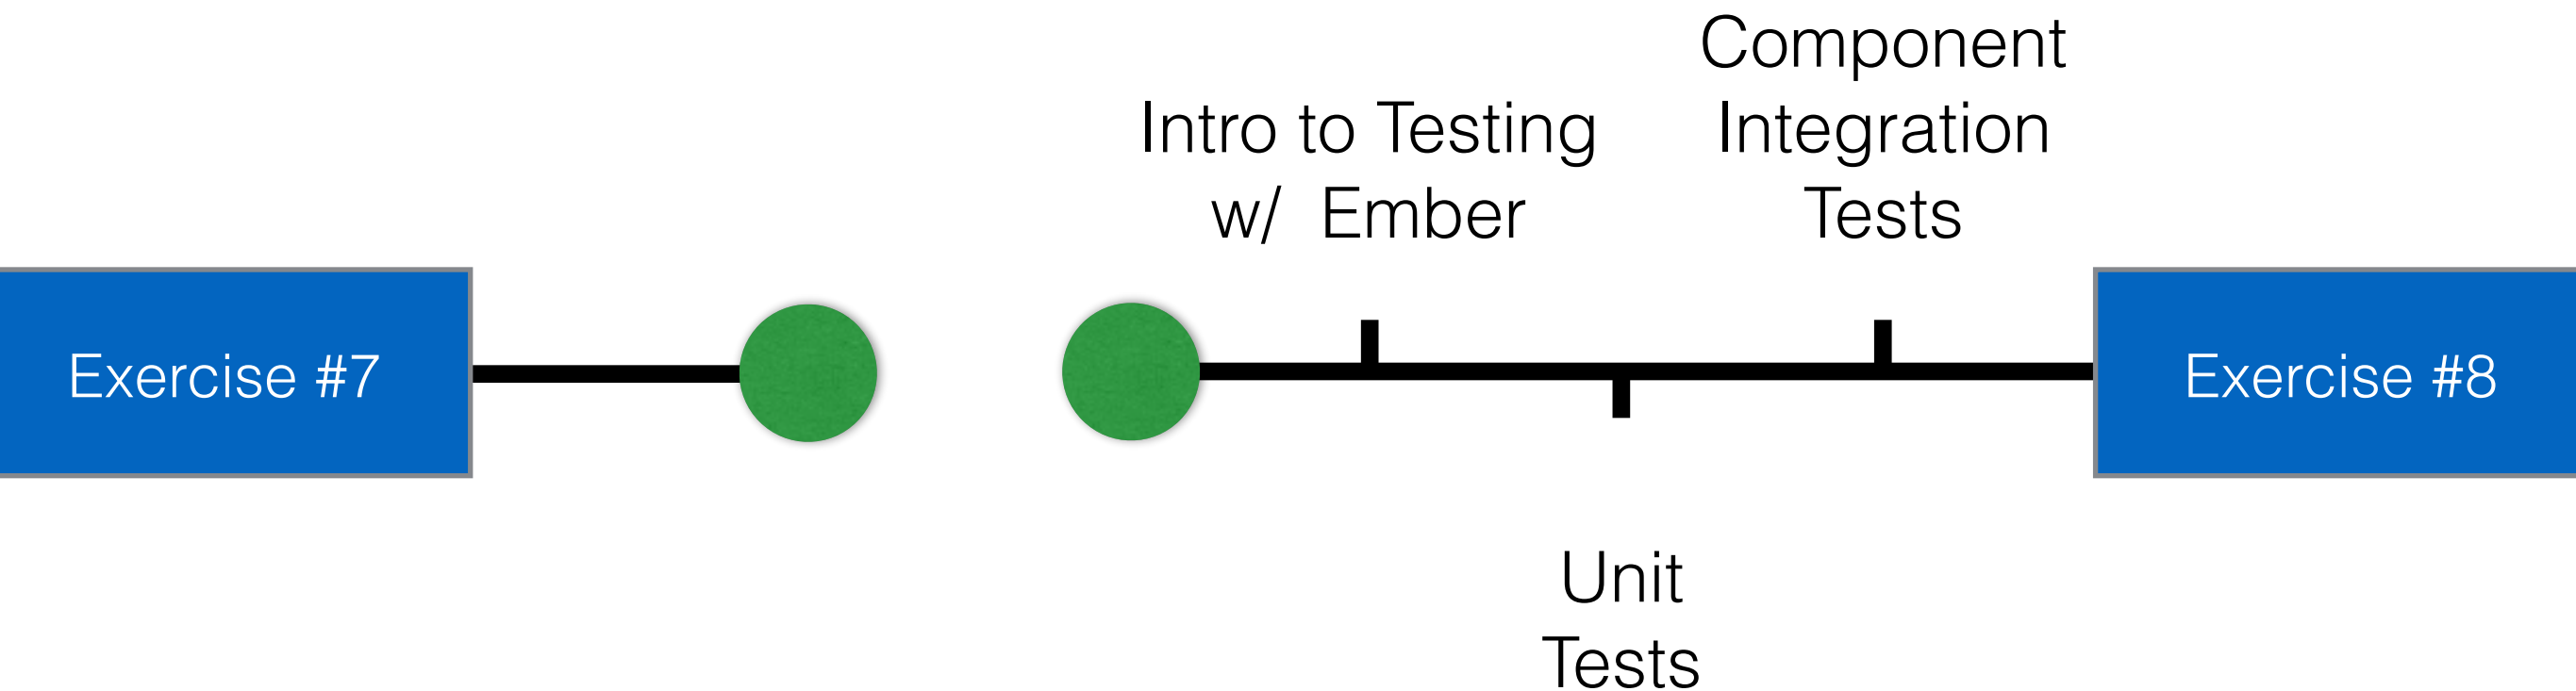 Exercise #7
Intro to Testing
w/ Ember
Unit
Tests
Component
Integration
Tests
Exercise #8